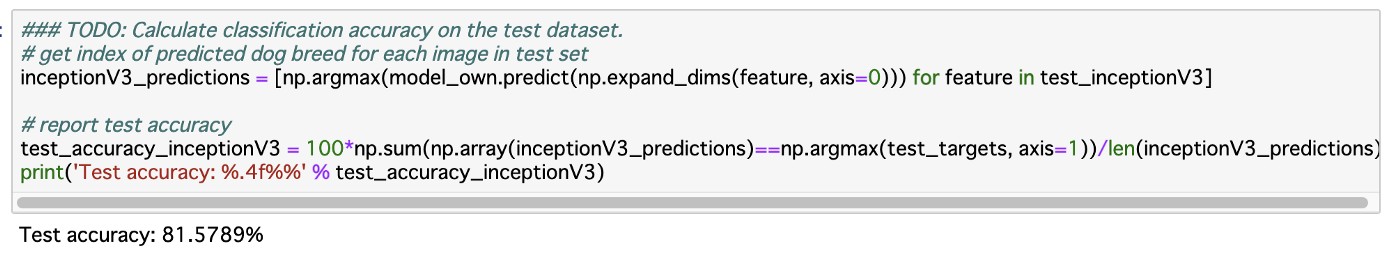 ### TODO: Calculate classification accuracy on the test dataset.
# get index of predicted dog breed for each image in test set
inceptionV3_predictions = [np.argmax(model_own.predict(np.expand_dims(feature, axis=0))) for feature in test_inceptionV3]
# report test accuracy
test_accuracy_inceptionV3 = 100*np.sum(np.array(inceptionV3_predictions)==np.argmax(test_targets, axis=1))/len(inceptionV3_predictions)
print('Test accuracy: %.4f%%' % test_accuracy_inceptionV3)
Test accuracy: 81.5789%